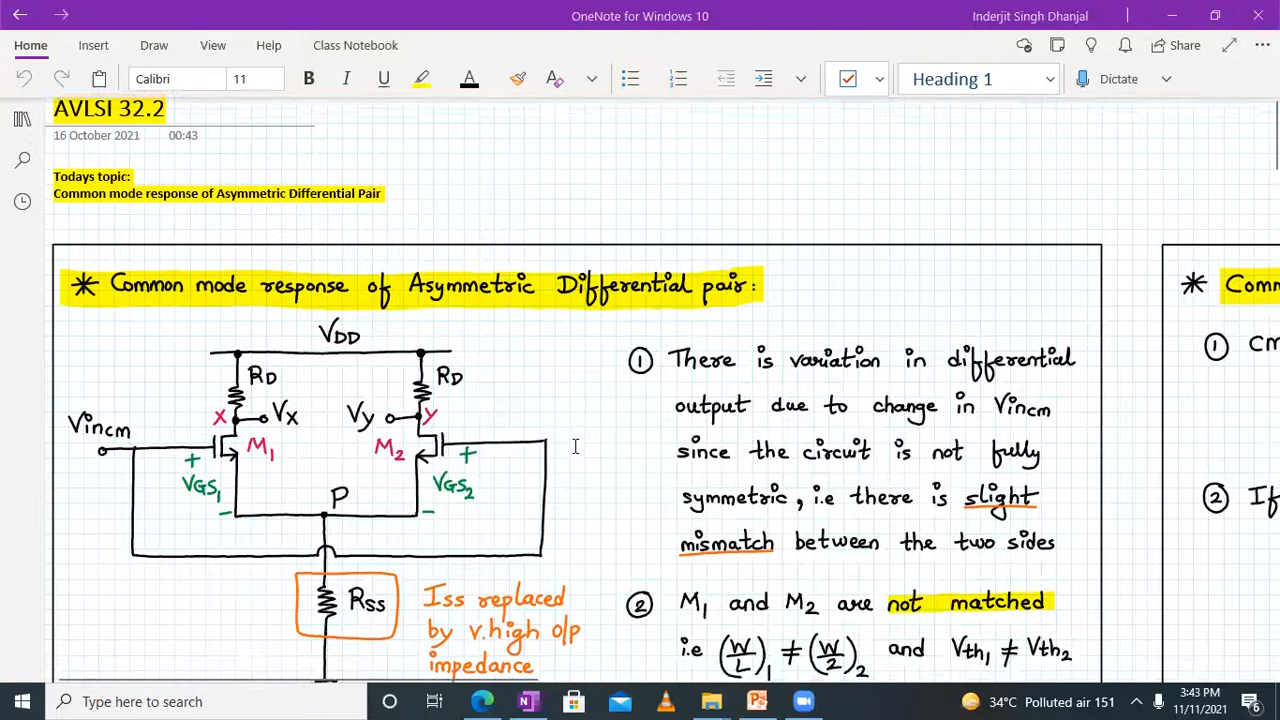 OneNote for Windows 10
Inderjit Singh Dhanjal
Home Insert Draw View Help Class Notebook Share
Calibri 11 B I U A Heading 1 Dictate
AVLSI 32.2
16 October 2021 00:43
Todays topic:
Common mode response of Asymmetric Differential Pair
* Common mode response of Asymmetric Differential pair:
VDD
RD RD
Vincm
X Vx Vy y
M1 M2
+ +
VGS1 VGS2
- P -
Rss
Iss replaced
by v.high o/p
impedance
① There is variation in differential
output due to change in Vincm
since the circuit is not fully
symmetric, i.e there is slight
mismatch between the two sides
② M1 and M2 are not matched
i.e (W/L)1 ≠ (W/2)2 and Vth1 ≠ Vth2
* Comm
① Cm
② If
Type here to search
34°C Polluted air 151
3:43 PM
11/11/2021
6